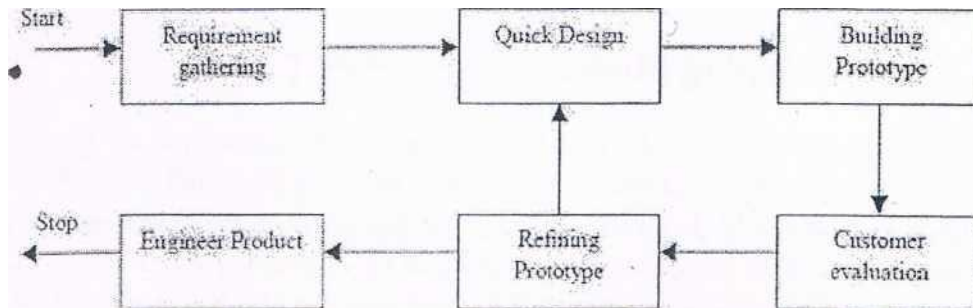 Start
Requirement
gathering
Quick Design
Building
Prototype
Stop
Engineer Product
Refining
Prototype
Customer
evaluation